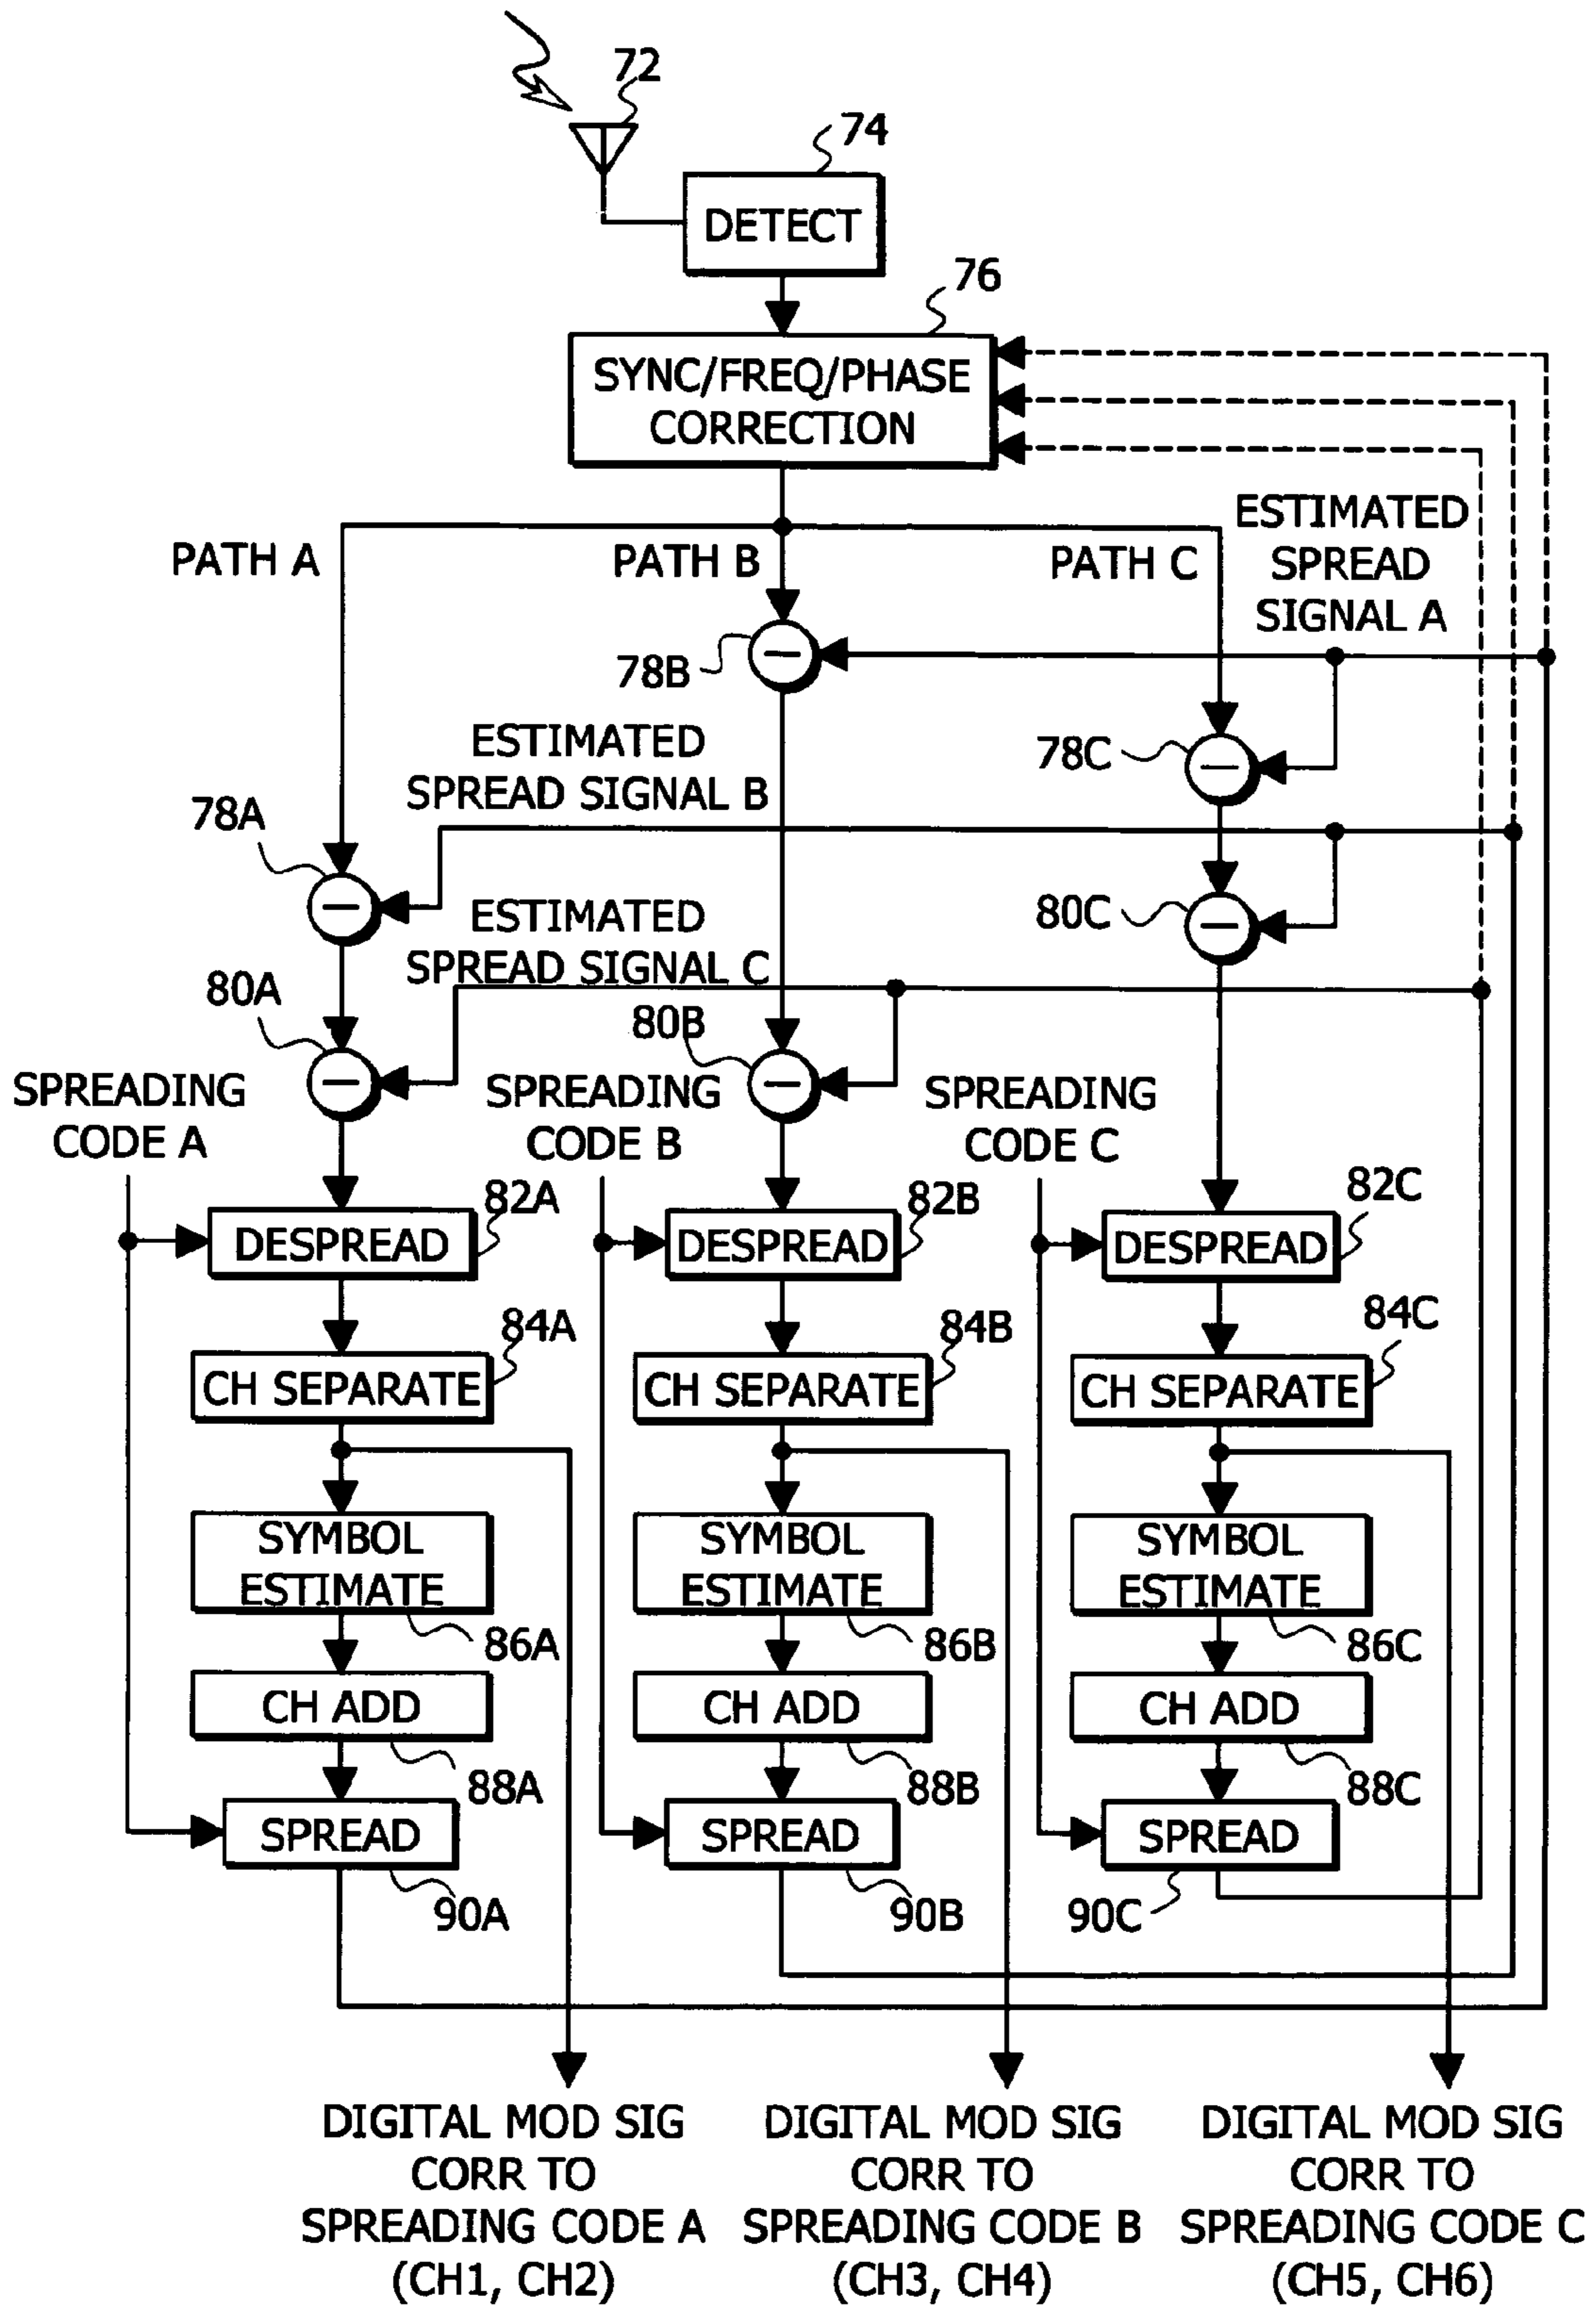 72
74
DETECT
76
SYNC/FREQ/PHASE
CORRECTION
PATH A
PATH B
PATH C
ESTIMATED
SPREAD
SIGNAL A
78B
78C
ESTIMATED
SPREAD SIGNAL B
78A
80C
ESTIMATED
SPREAD SIGNAL C
80A
80B
SPREADING
CODE A
SPREADING
CODE B
SPREADING
CODE C
82A
82B
82C
DESPREAD
DESPREAD
DESPREAD
84A
84B
84C
CH SEPARATE
CH SEPARATE
CH SEPARATE
SYMBOL
ESTIMATE
SYMBOL
ESTIMATE
SYMBOL
ESTIMATE
86A
86B
86C
CH ADD
CH ADD
CH ADD
88A
88B
88C
SPREAD
SPREAD
SPREAD
90A
90B
90C
DIGITAL MOD SIG
CORR TO
SPREADING CODE A
(CH1, CH2)
DIGITAL MOD SIG
CORR TO
SPREADING CODE B
(CH3, CH4)
DIGITAL MOD SIG
CORR TO
SPREADING CODE C
(CH5, CH6)